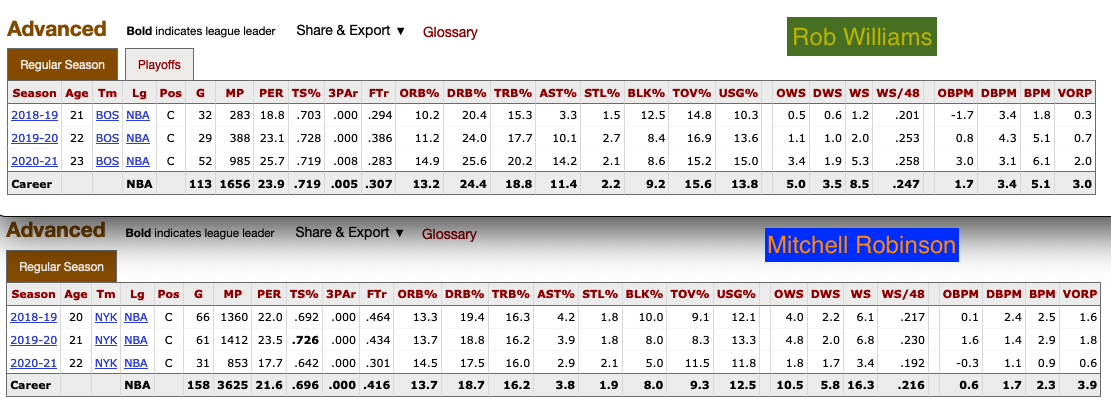 Advanced Bold indicates league leader Share & Export ▼ Glossary Rob Williams
Regular Season Playoffs
Season Age Tm Lg Pos G MP PER TS% 3PAr FTr ORB% DRB% TRB% AST% STL% BLK% TOV% USG% OWS DWS WS WS/48 OBPM DBPM BPM VORP
2018-19 21 BOS NBA C 32 283 18.8 .703 .000 .294 10.2 20.4 15.3 3.3 1.5 12.5 14.8 10.3 0.5 0.6 1.2 .201 -1.7 3.4 1.8 0.3
2019-20 22 BOS NBA C 29 388 23.1 .728 .000 .386 11.2 24.0 17.7 10.1 2.7 8.4 16.9 13.6 1.1 1.0 2.0 .253 0.8 4.3 5.1 0.7
2020-21 23 BOS NBA C 52 985 25.7 .719 .008 .283 14.9 25.6 20.2 14.2 2.1 8.6 15.2 15.0 3.4 1.9 5.3 .258 3.0 3.1 6.1 2.0
Career NBA 113 1656 23.9 .719 .005 .307 13.2 24.4 18.8 11.4 2.2 9.2 15.6 13.8 5.0 3.5 8.5 .247 1.7 3.4 5.1 3.0
Advanced Bold indicates league leader Share & Export ▼ Glossary Mitchell Robinson
Regular Season
Season Age Tm Lg Pos G MP PER TS% 3PAr FTr ORB% DRB% TRB% AST% STL% BLK% TOV% USG% OWS DWS WS WS/48 OBPM DBPM BPM VORP
2018-19 20 NYK NBA C 66 1360 22.0 .692 .000 .464 13.3 19.4 16.3 4.2 1.8 10.0 9.1 12.1 4.0 2.2 6.1 .217 0.1 2.4 2.5 1.6
2019-20 21 NYK NBA C 61 1412 23.5 .726 .000 .434 13.7 18.8 16.2 3.9 1.8 8.0 8.3 13.3 4.8 2.0 6.8 .230 1.6 1.4 2.9 1.8
2020-21 22 NYK NBA C 31 853 17.7 .642 .000 .301 14.5 17.5 16.0 2.9 2.1 5.0 11.5 11.8 1.8 1.7 3.4 .192 -0.3 1.1 0.9 0.6
Career NBA 158 3625 21.6 .696 .000 .416 13.7 18.7 16.2 3.8 1.9 8.0 9.3 12.5 10.5 5.8 16.3 .216 0.6 1.7 2.3 3.9